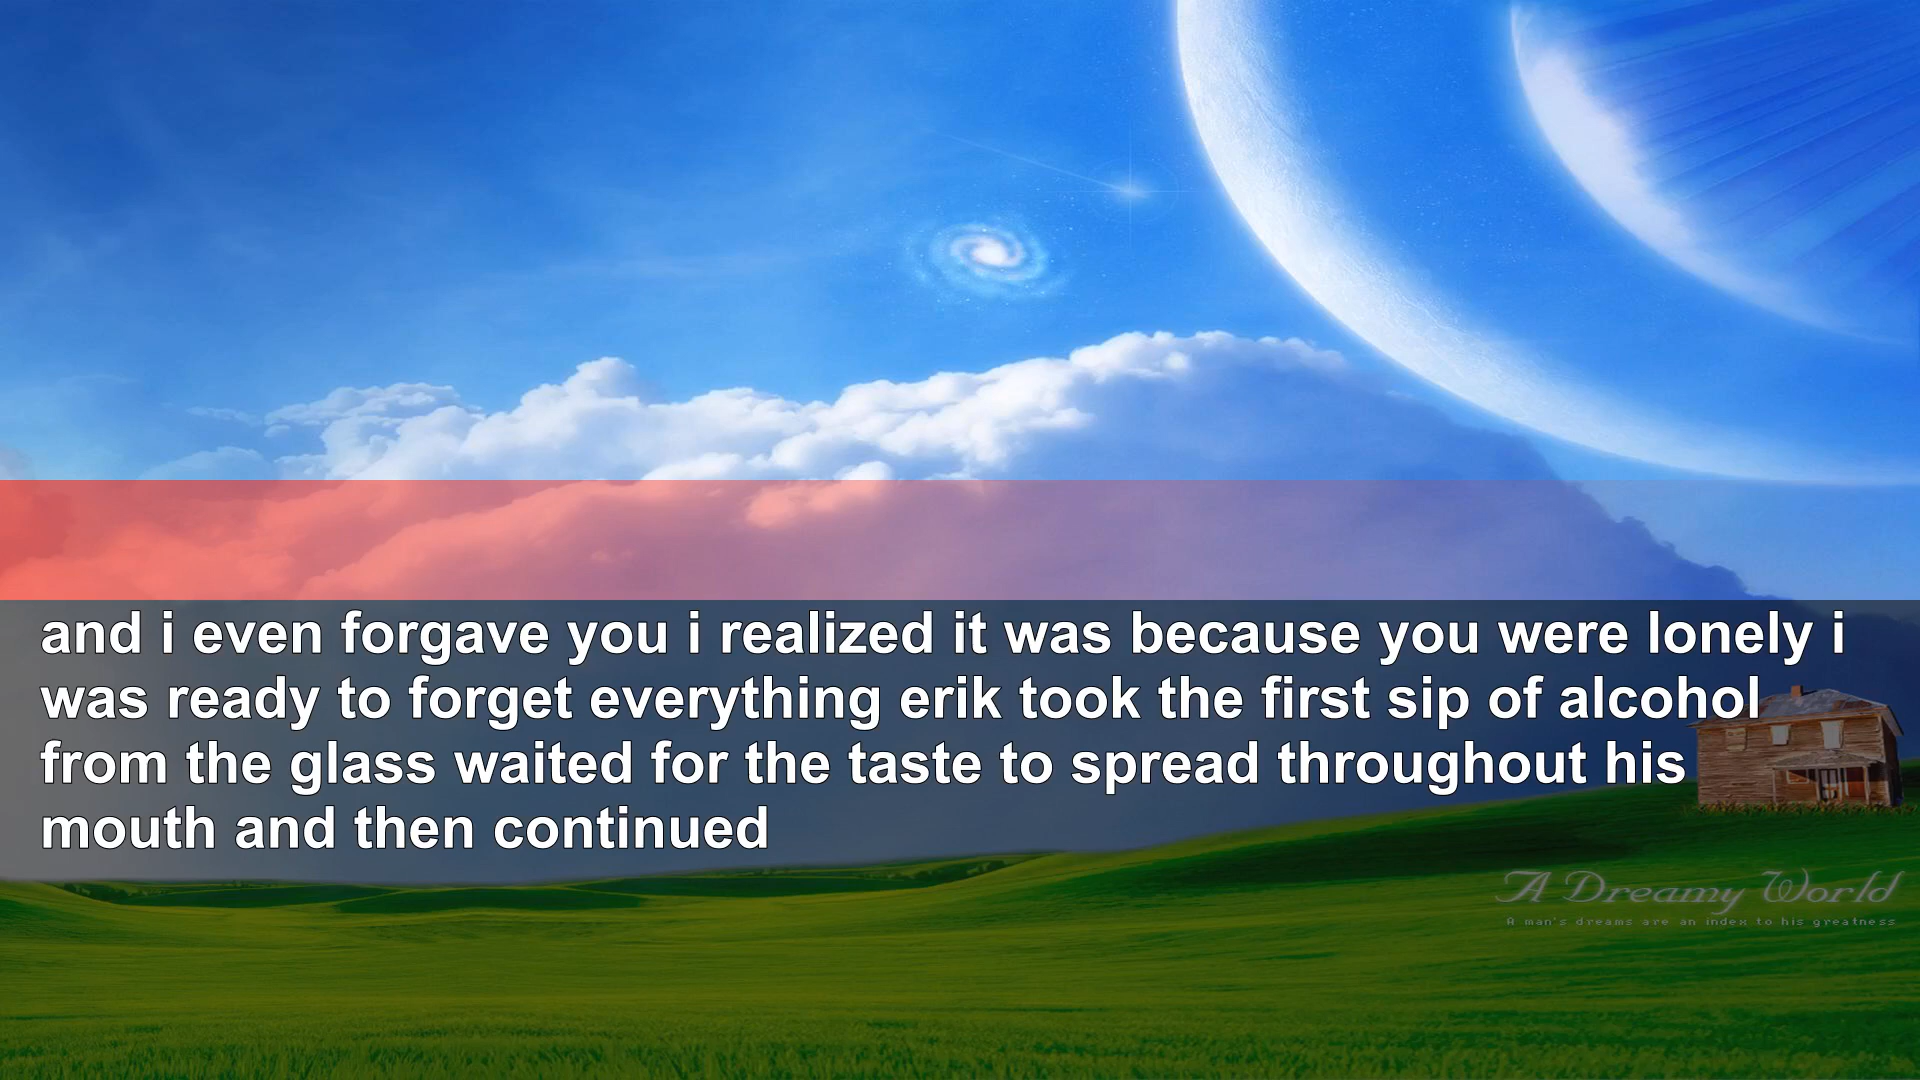 and i even forgave you i realized it was because you were lonely i
was ready to forget everything erik took the first sip of alcohol
from the glass waited for the taste to spread throughout his
mouth and then continued
A Dreamy World
A man's dreams are an index to his greatness